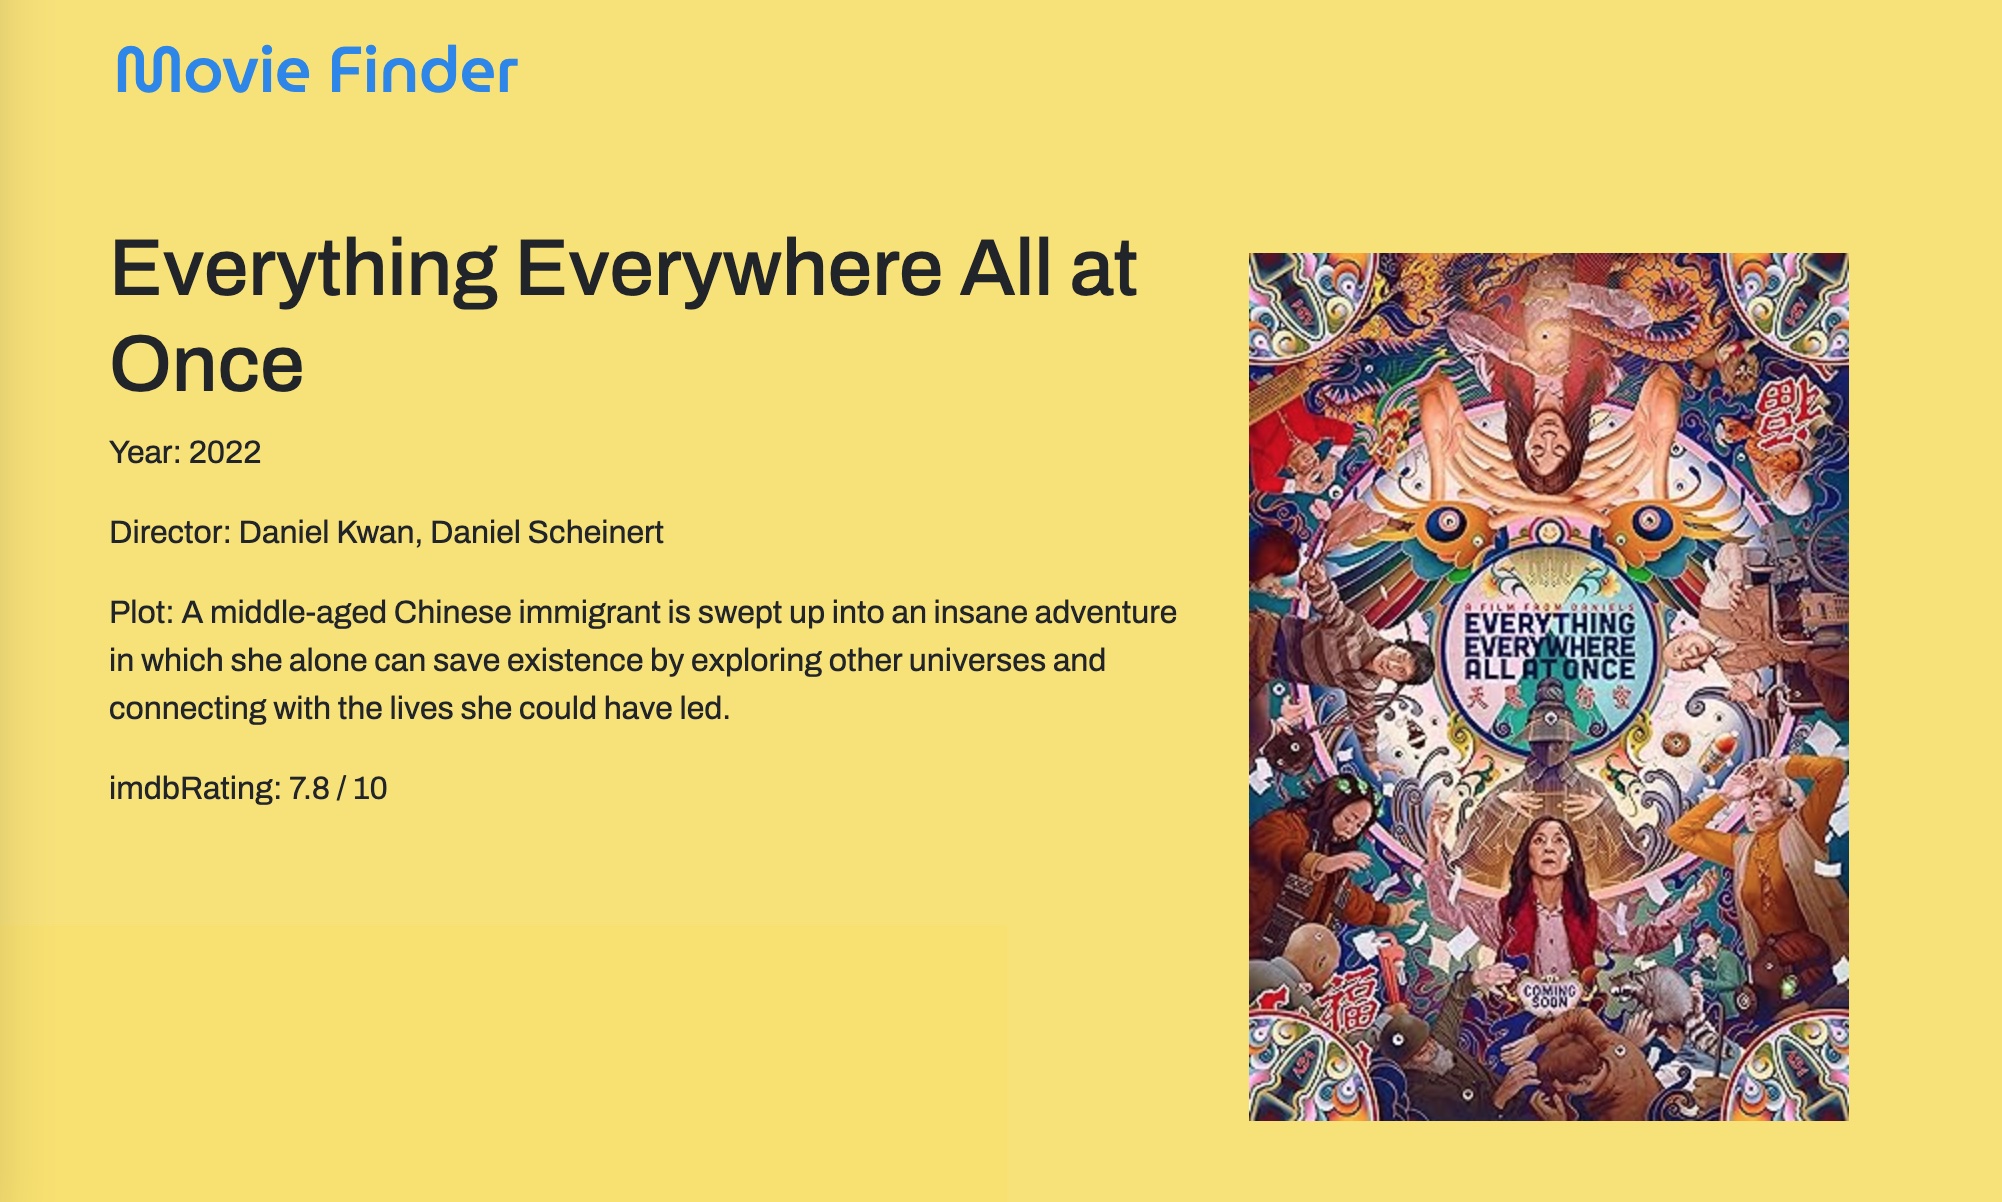 Movie Finder
Everything Everywhere All at
Once
Year: 2022
Director: Daniel Kwan, Daniel Scheinert
Plot: A middle-aged Chinese immigrant is swept up into an insane adventure
in which she alone can save existence by exploring other universes and
connecting with the lives she could have led.
imdbRating: 7.8 / 10
A FILM FROM DANIELS
EVERYTHING
EVERYWHERE
ALL AT ONCE
天
COMING
SOON
福